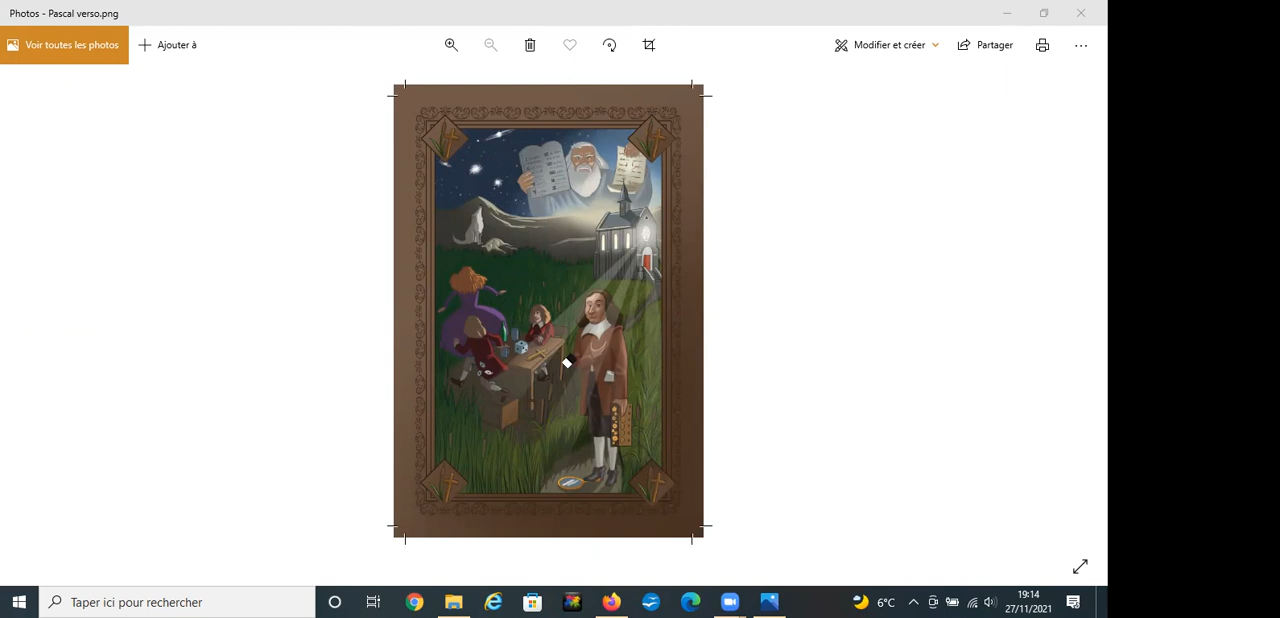 Photos - Pascal verso.png
Voir toutes les photos
Ajouter à
Modifier et créer
Partager
Taper ici pour rechercher
6°C
19:14
27/11/2021